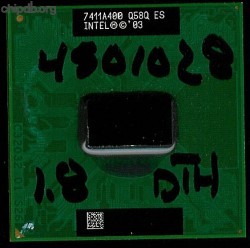 chipdb.org
7411A400 Q58Q ES
INTEL®©'03
4501028
1.8 DTH